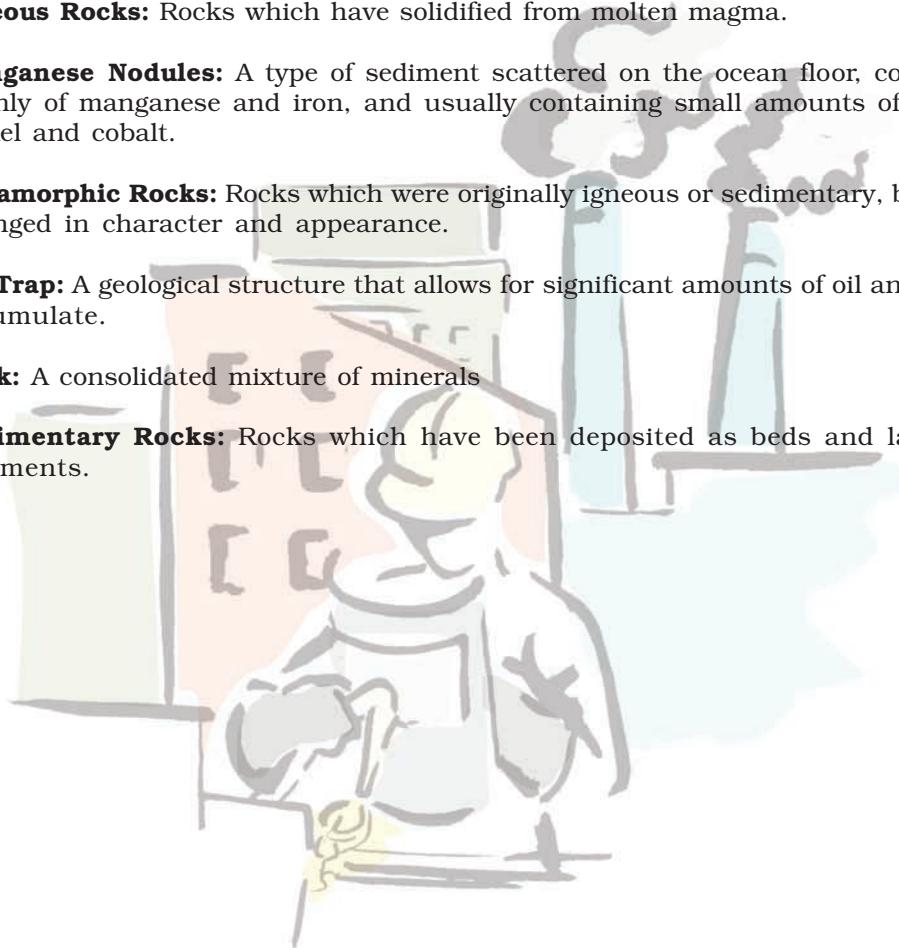 eous Rocks: Rocks which have solidified from molten magma.
ganese Nodules: A type of sediment scattered on the ocean floor, co
nly of manganese and iron, and usually containing small amounts of
el and cobalt.
amorphic Rocks: Rocks which were originally igneous or sedimentary, b
nged in character and appearance.
Trap: A geological structure that allows for significant amounts of oil an
umulate.
k: A consolidated mixture of minerals
imentary Rocks: Rocks which have been deposited as beds and la
ments.